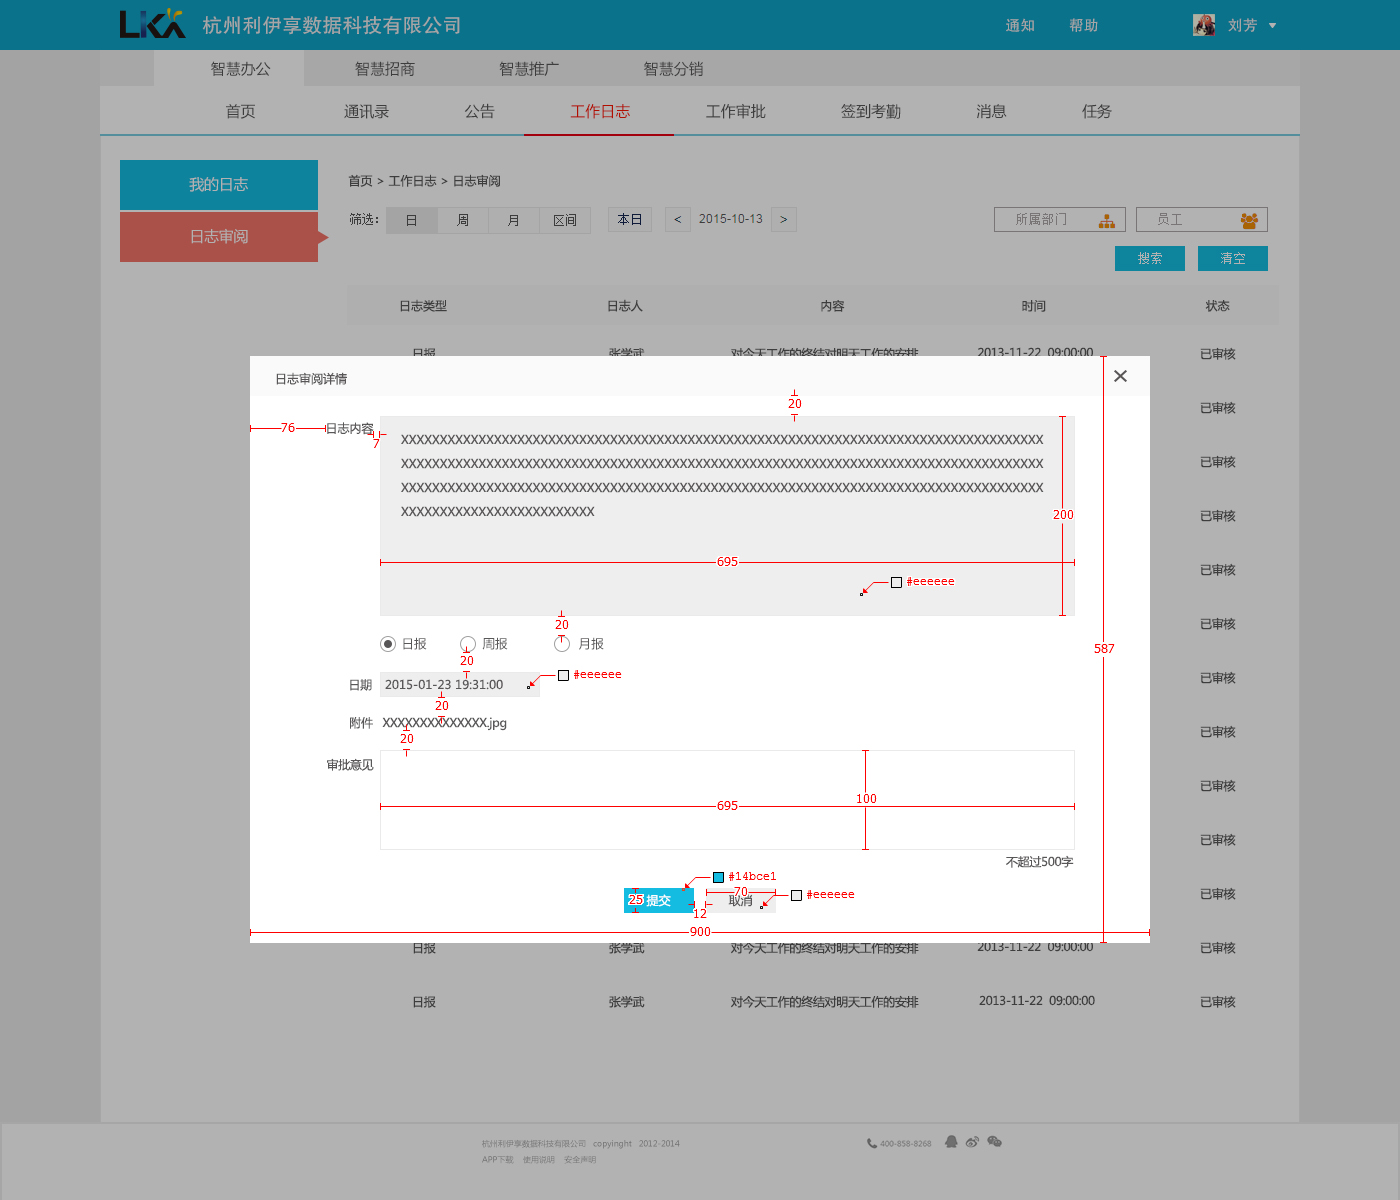 LKA 杭州利伊享数据科技有限公司 通知 帮助 刘芳
智慧办公 智慧招商 智慧推广 智慧分销
首页 通讯录 公告 工作日志 工作审批 签到考勤 消息 任务
我的日志
日志审阅
首页 > 工作日志 > 日志审阅
筛选: 日 周 月 区间 本日 < 2015-10-13 > 所属部门 员工
搜索 清空
日志类型 日志人 内容 时间 状态
日报 张学武 对今天工作的终结对明天工作的安排 2013-11-22 09:00:00 已审核
日志审阅详情 ×
20
76 日志内容 7
XXXXXXXXXXXXXXXXXXXXXXXXXXXXXXXXXXXXXXXXXXXXXXXXXXXXXXXXXXXXXXXXXXXXXXXXXXXXXXXXXXX
XXXXXXXXXXXXXXXXXXXXXXXXXXXXXXXXXXXXXXXXXXXXXXXXXXXXXXXXXXXXXXXXXXXXXXXXXXXXXXXXXXX
XXXXXXXXXXXXXXXXXXXXXXXXXXXXXXXXXXXXXXXXXXXXXXXXXXXXXXXXXXXXXXXXXXXXXXXXXXXXXXXXXXX
XXXXXXXXXXXXXXXXXXXXXXXXX
200
695
#eeeeee
20
日报 周报 月报
587
20
日期 2015-01-23 19:31:00 #eeeeee
20
附件 XXXXXXXXXXXXXX.jpg
20
审批意见
100
695
不超过500字
#14bce1
25 提交 70 取消 #eeeeee
12
900
已审核
已审核
已审核
已审核
已审核
已审核
已审核
已审核
已审核
已审核
日报 张学武 对今天工作的终结对明天工作的安排 2013-11-22 09:00:00 已审核
日报 张学武 对今天工作的终结对明天工作的安排 2013-11-22 09:00:00 已审核
杭州利伊享数据科技有限公司 copyinght 2012-2014 400-858-8268
APP下载 使用说明 安全声明